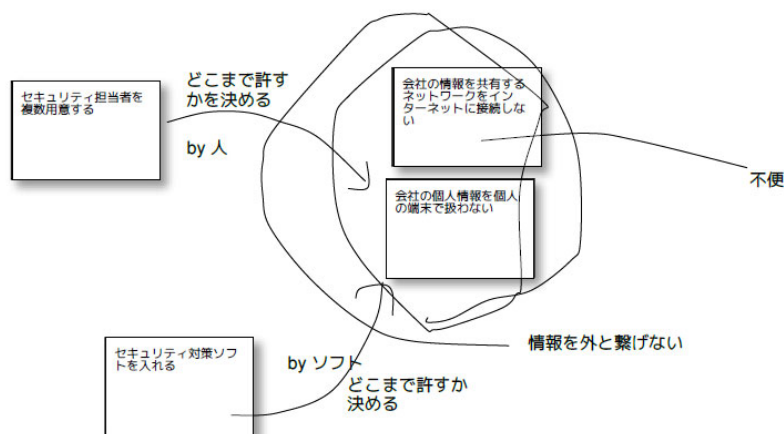 セキュリティ担当者を
複数用意する
どこまで許す
かを決める
by 人
会社の情報を共有する
ネットワークをイン
ターネットに接続しな
い
不便
会社の個人情報を個人
の端末で扱わない
情報を外と繋げない
セキュリティ対策ソフ
トを入れる
by ソフト
どこまで許すか
決める